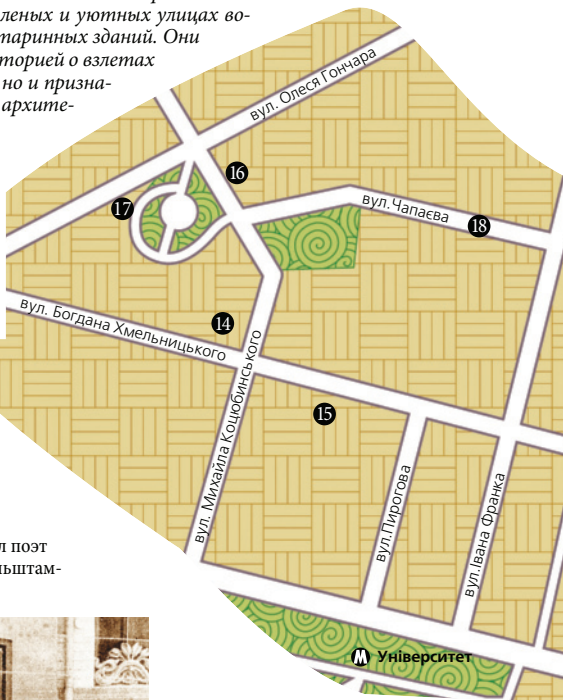 леных и уютных улицах во-
таринных зданий. Они
торией о взлетах
но и призна-
архите-
вул. Олеся Гончара
16
17
вул.Чапаєва
18
вул. Богдана Хмельницького
14
вул. Михайла Коцюбинського
15
вул.Пирогова
вул.Івана Франка
л поэт
льштам-
М Університет